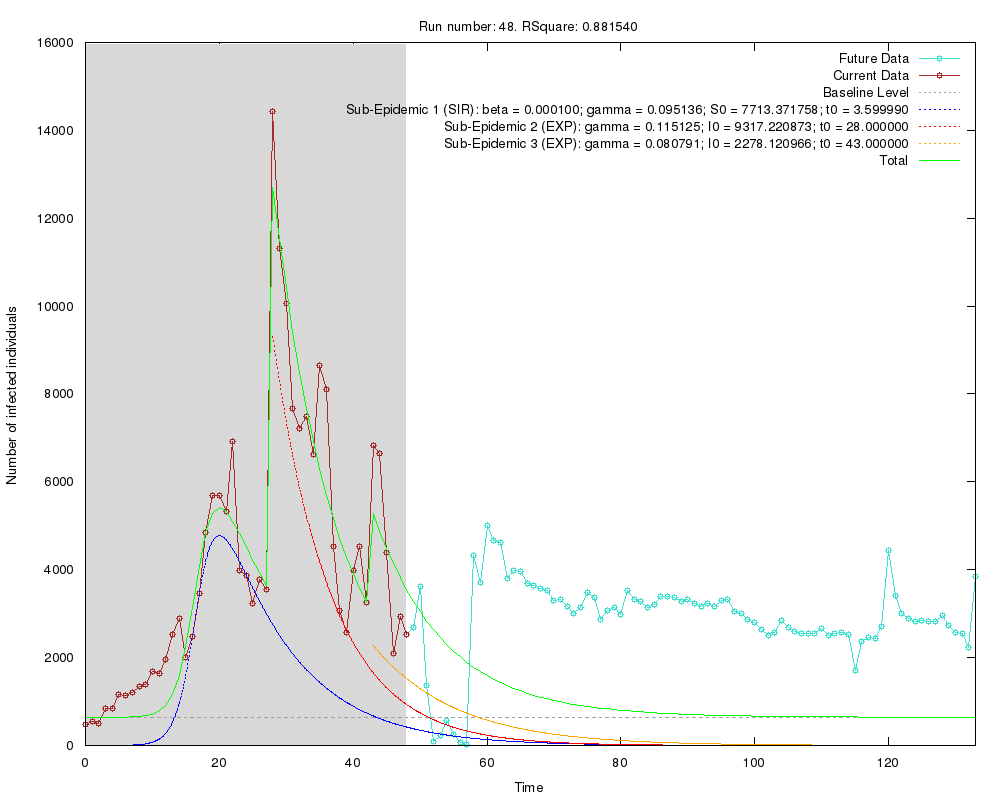 Run number: 48. RSquare: 0.881540
16000
14000
12000
10000
8000
6000
4000
2000
0
Number of infected individuals
Future Data
Current Data
Baseline Level
Sub-Epidemic 1 (SIR): beta = 0.000100; gamma = 0.095136; S0 = 7713.371758; t0 = 3.599990
Sub-Epidemic 2 (EXP): gamma = 0.115125; I0 = 9317.220873; t0 = 28.000000
Sub-Epidemic 3 (EXP): gamma = 0.080791; I0 = 2278.120966; t0 = 43.000000
Total
0 20 40 60 80 100 120
Time